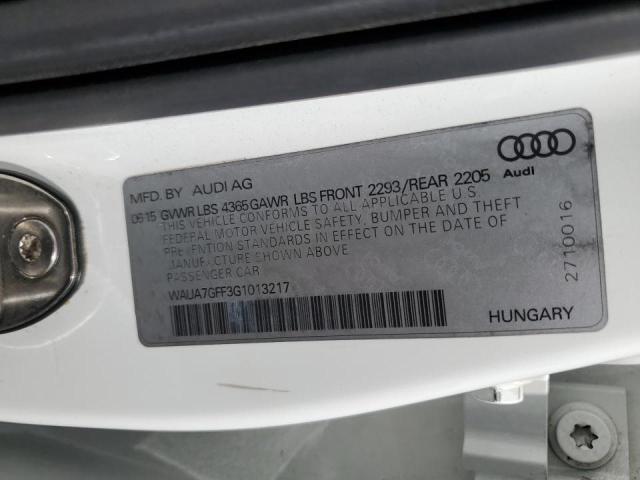 MFD. BY AUDI AG
06 15 GVWR LBS 4365 GAWR LBS FRONT 2293/REAR 2205
THIS VEHICLE CONFORMS TO ALL APPLICABLE U.S.
FEDERAL MOTOR VEHICLE SAFETY, BUMPER AND THEFT
PREVENTION STANDARDS IN EFFECT ON THE DATE OF
MANUFACTURE SHOWN ABOVE.
PASSENGER CAR
WAUA7GFF3G1013217
Audi
2710016
HUNGARY